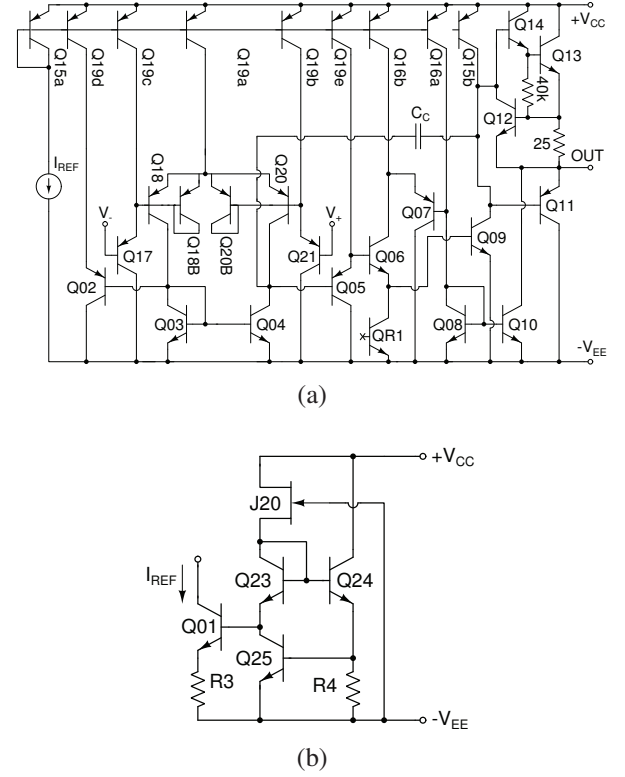 Q15a
Q19d
Q19c
Q19a
Q19b
Q19e
Q16b
Q16a
Q15b
Q14
+VCC
Q13
40k
Q12
CC
25
OUT
IREF
Q18
Q20
V-
V+
Q07
Q11
Q09
Q17
Q18B
Q20B
Q21
Q06
Q02
Q05
Q03
Q04
QR1
Q08
Q10
-VEE
(a)
+VCC
J20
IREF
Q23
Q24
Q01
Q25
R3
R4
-VEE
(b)